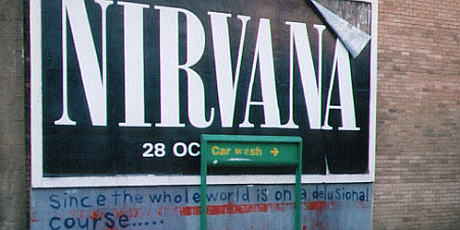 NIRVANA
28 OC
Car wash
Since the whole world is on a delusional
course.....